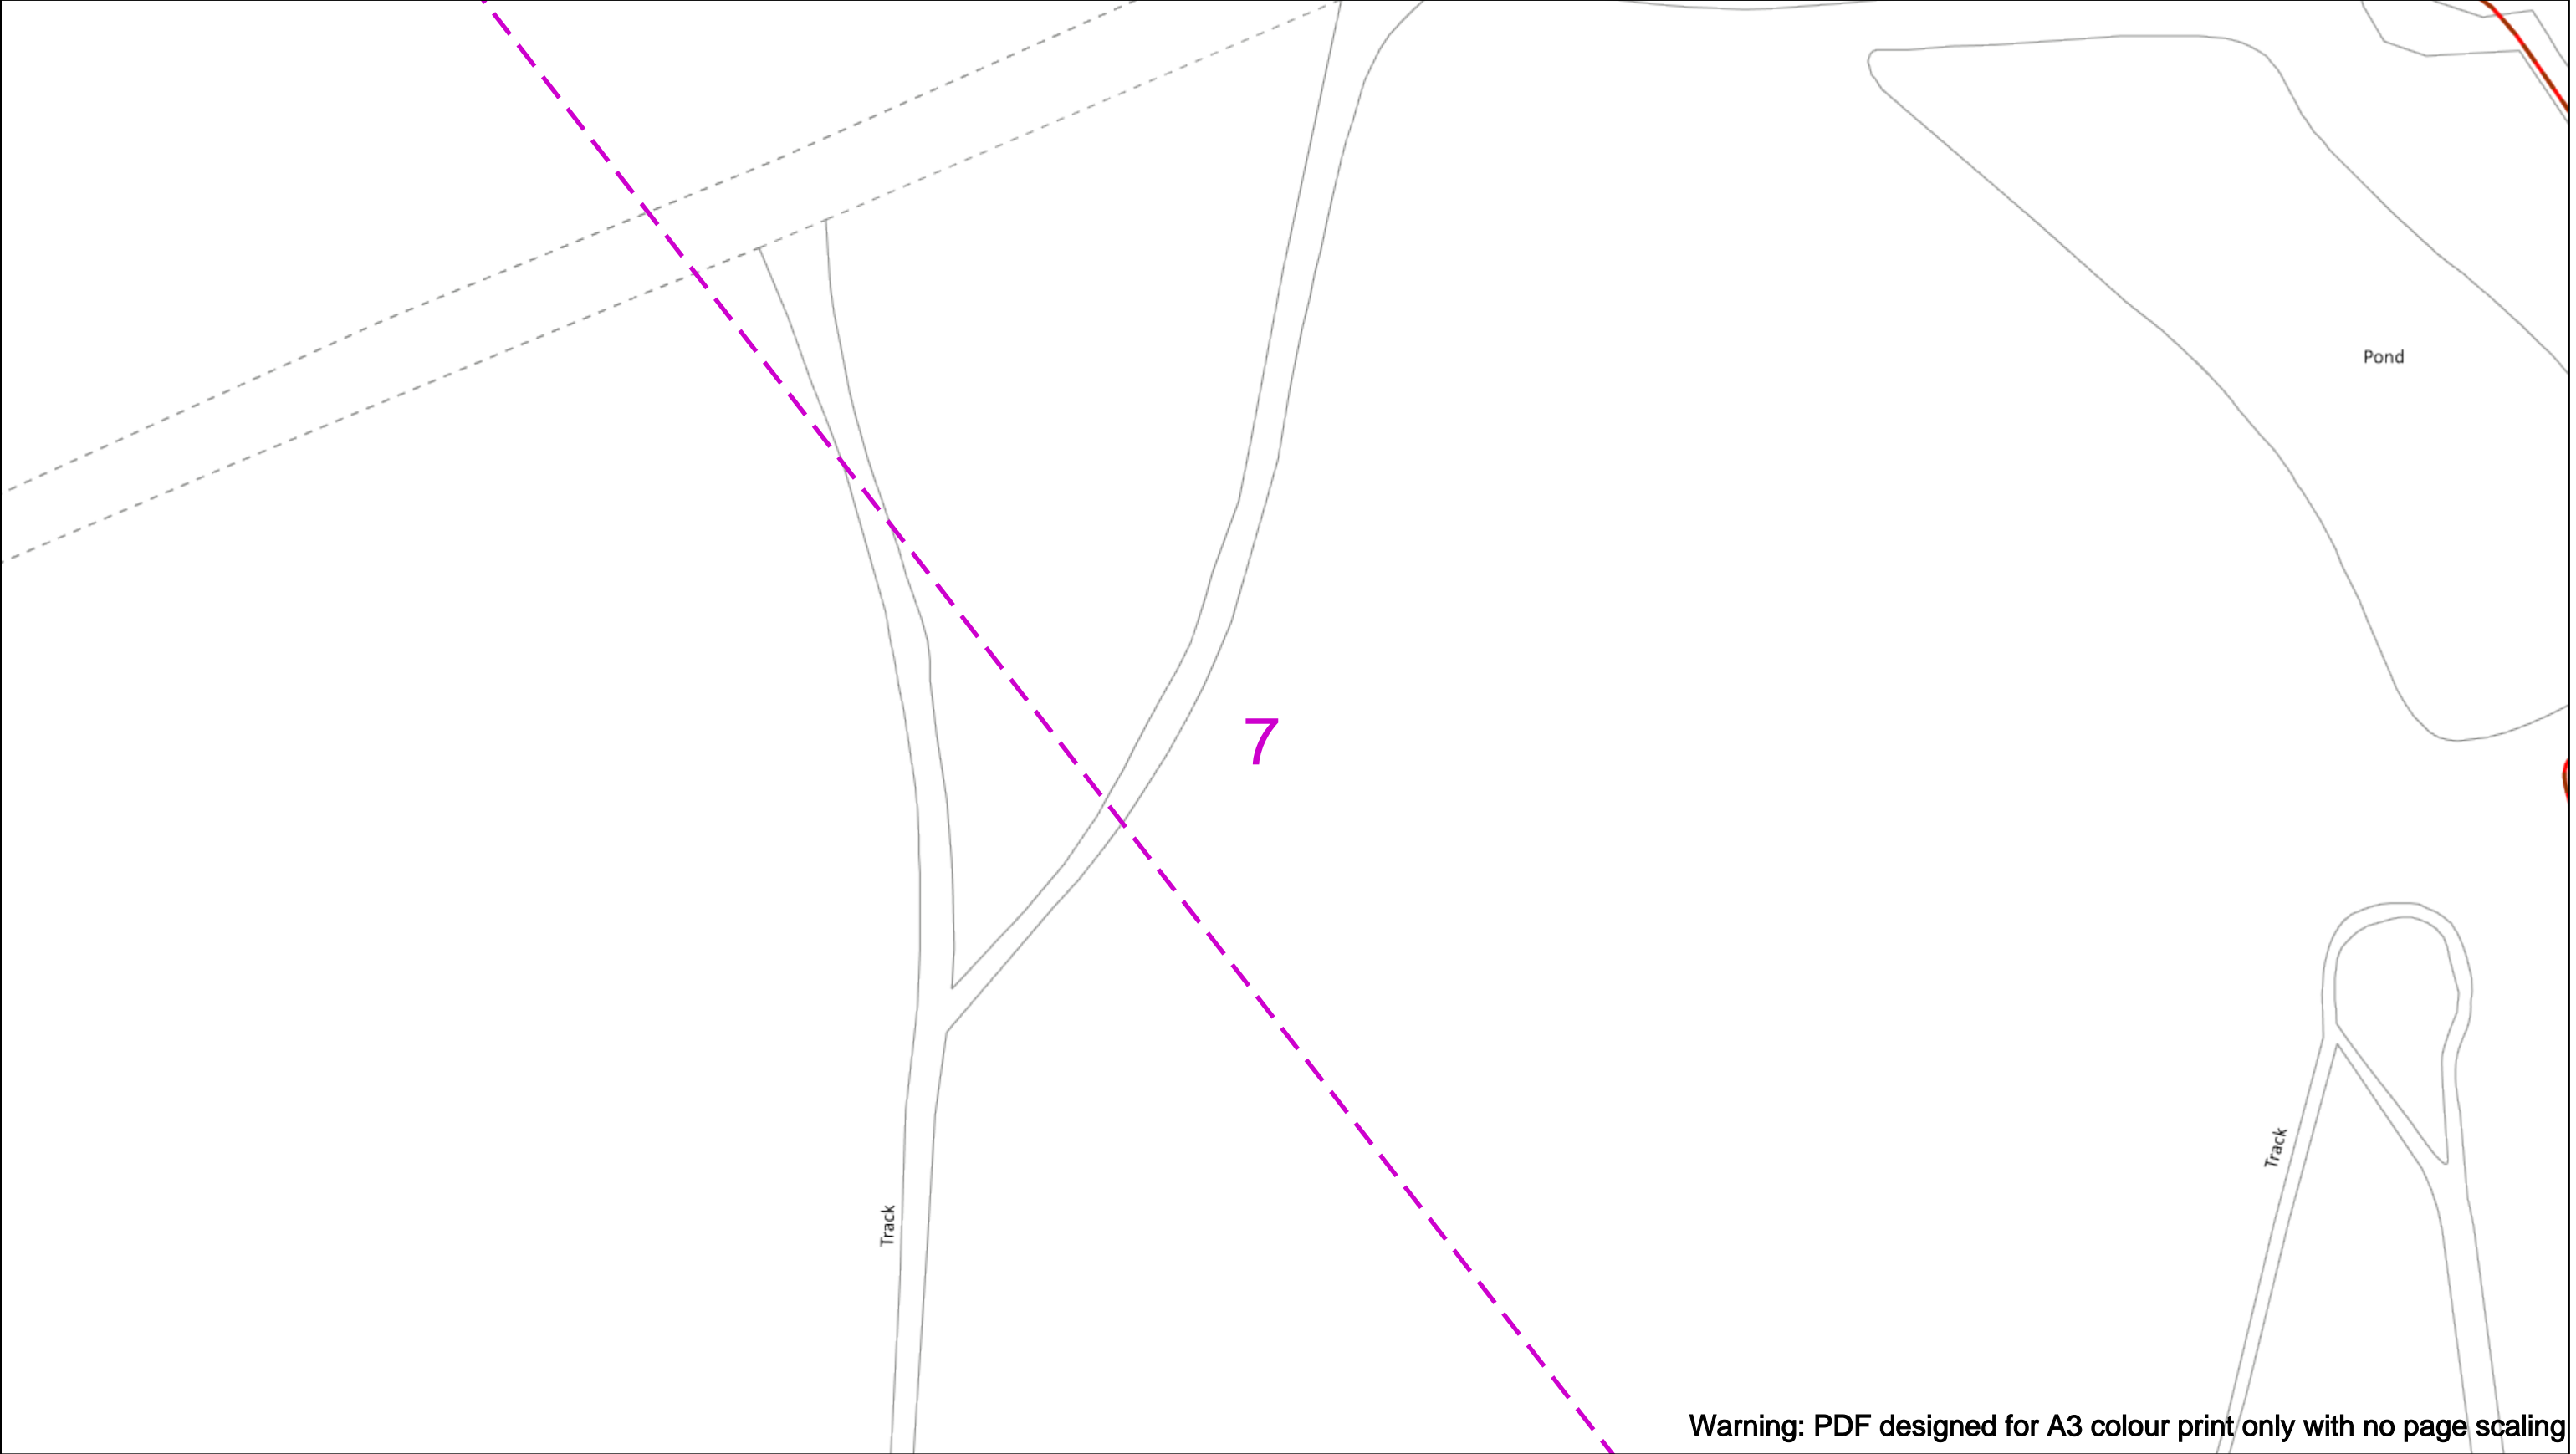 Pond
7
Track
Track
Warning: PDF designed for A3 colour print only with no page scaling